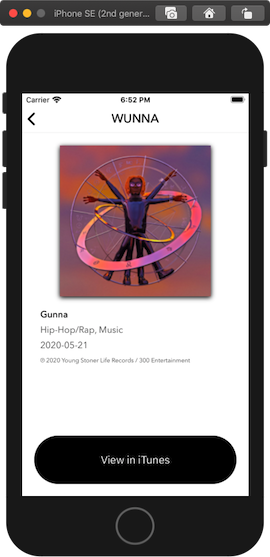 iPhone SE (2nd gener...
Carrier 6:52 PM
WUNNA
Gunna
Hip-Hop/Rap, Music
2020-05-21
© 2020 Young Stoner Life Records / 300 Entertainment
View in iTunes